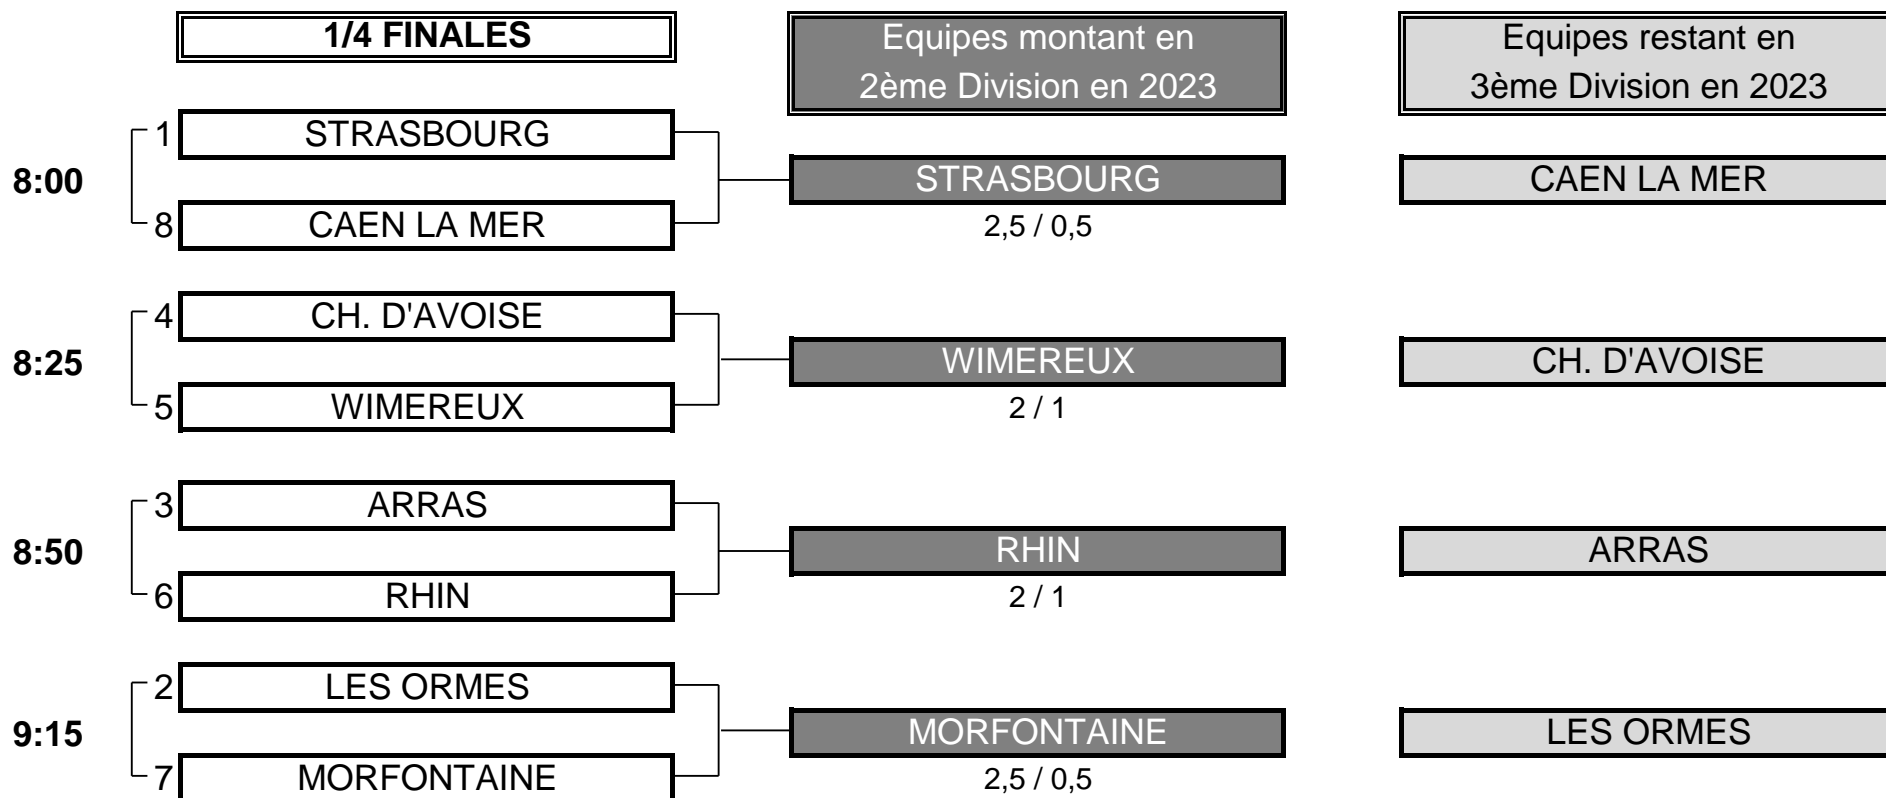 1/4 FINALES
Equipes montant en
2ème Division en 2023
Equipes restant en
3ème Division en 2023
8:00
1 STRASBOURG
8 CAEN LA MER
STRASBOURG
2,5 / 0,5
CAEN LA MER
8:25
4 CH. D'AVOISE
5 WIMEREUX
WIMEREUX
2 / 1
CH. D'AVOISE
8:50
3 ARRAS
6 RHIN
RHIN
2 / 1
ARRAS
9:15
2 LES ORMES
7 MORFONTAINE
MORFONTAINE
2,5 / 0,5
LES ORMES